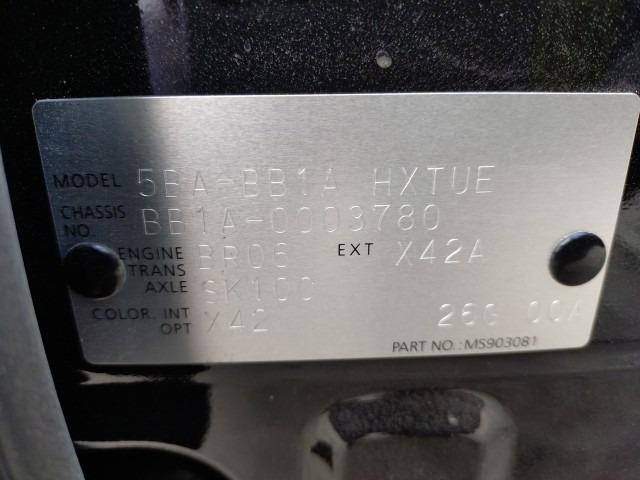 MODEL 5BA-BB1A HXTUE
CHASSIS NO. BB1A-0003780
ENGINE BR06 EXT X42A
TRANS
AXLE SK100
COLOR. INT X42 26G 00A
OPT
PART NO.: MS903081